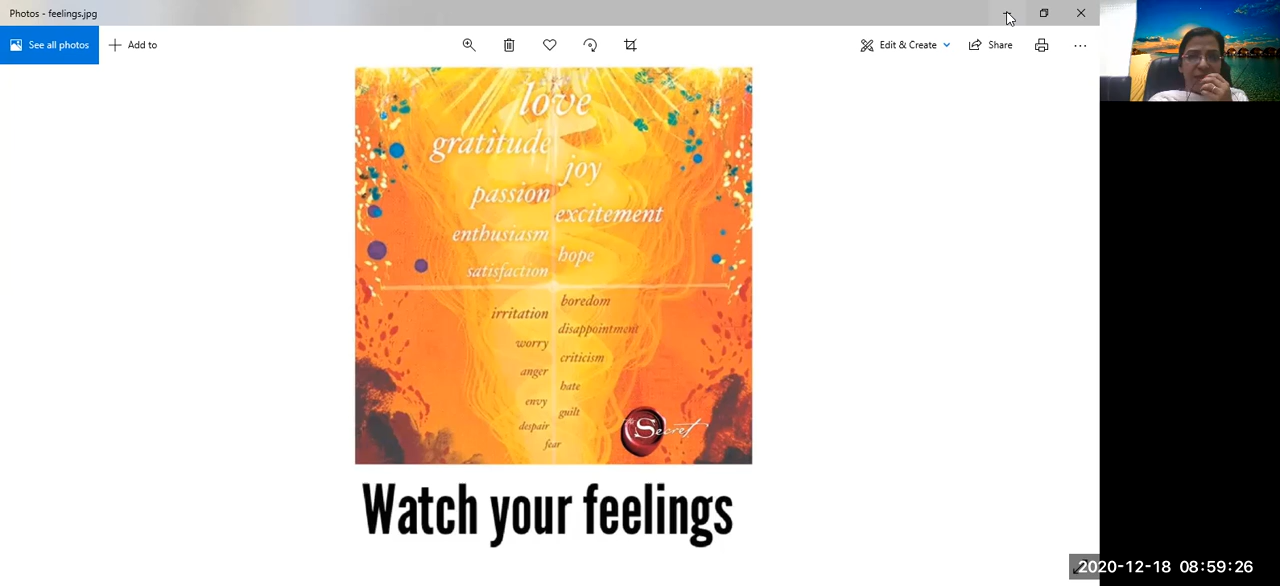 Photos - feelings.jpg
See all photos
Add to
Edit & Create
Share
love
gratitude
joy
passion
excitement
enthusiasm
hope
satisfaction
boredom
irritation
disappointment
worry
criticism
anger
hate
envy
guilt
despair
fear
Secret
Watch your feelings
2020-12-18 08:59:26